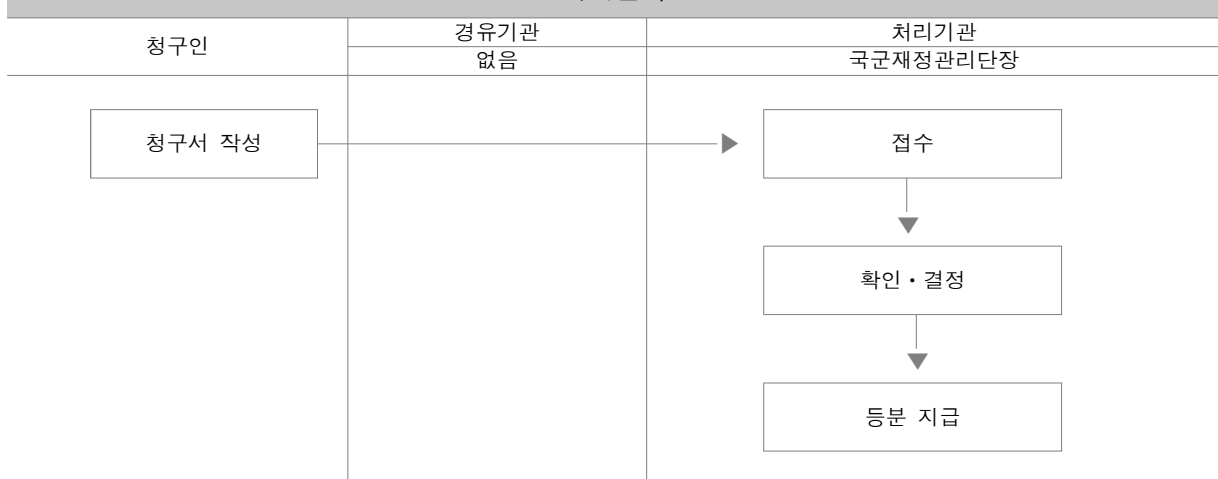 청구인
경유기관
처리기관
없음
국군재정관리단장
청구서 작성
접수
확인・결정
등분 지급